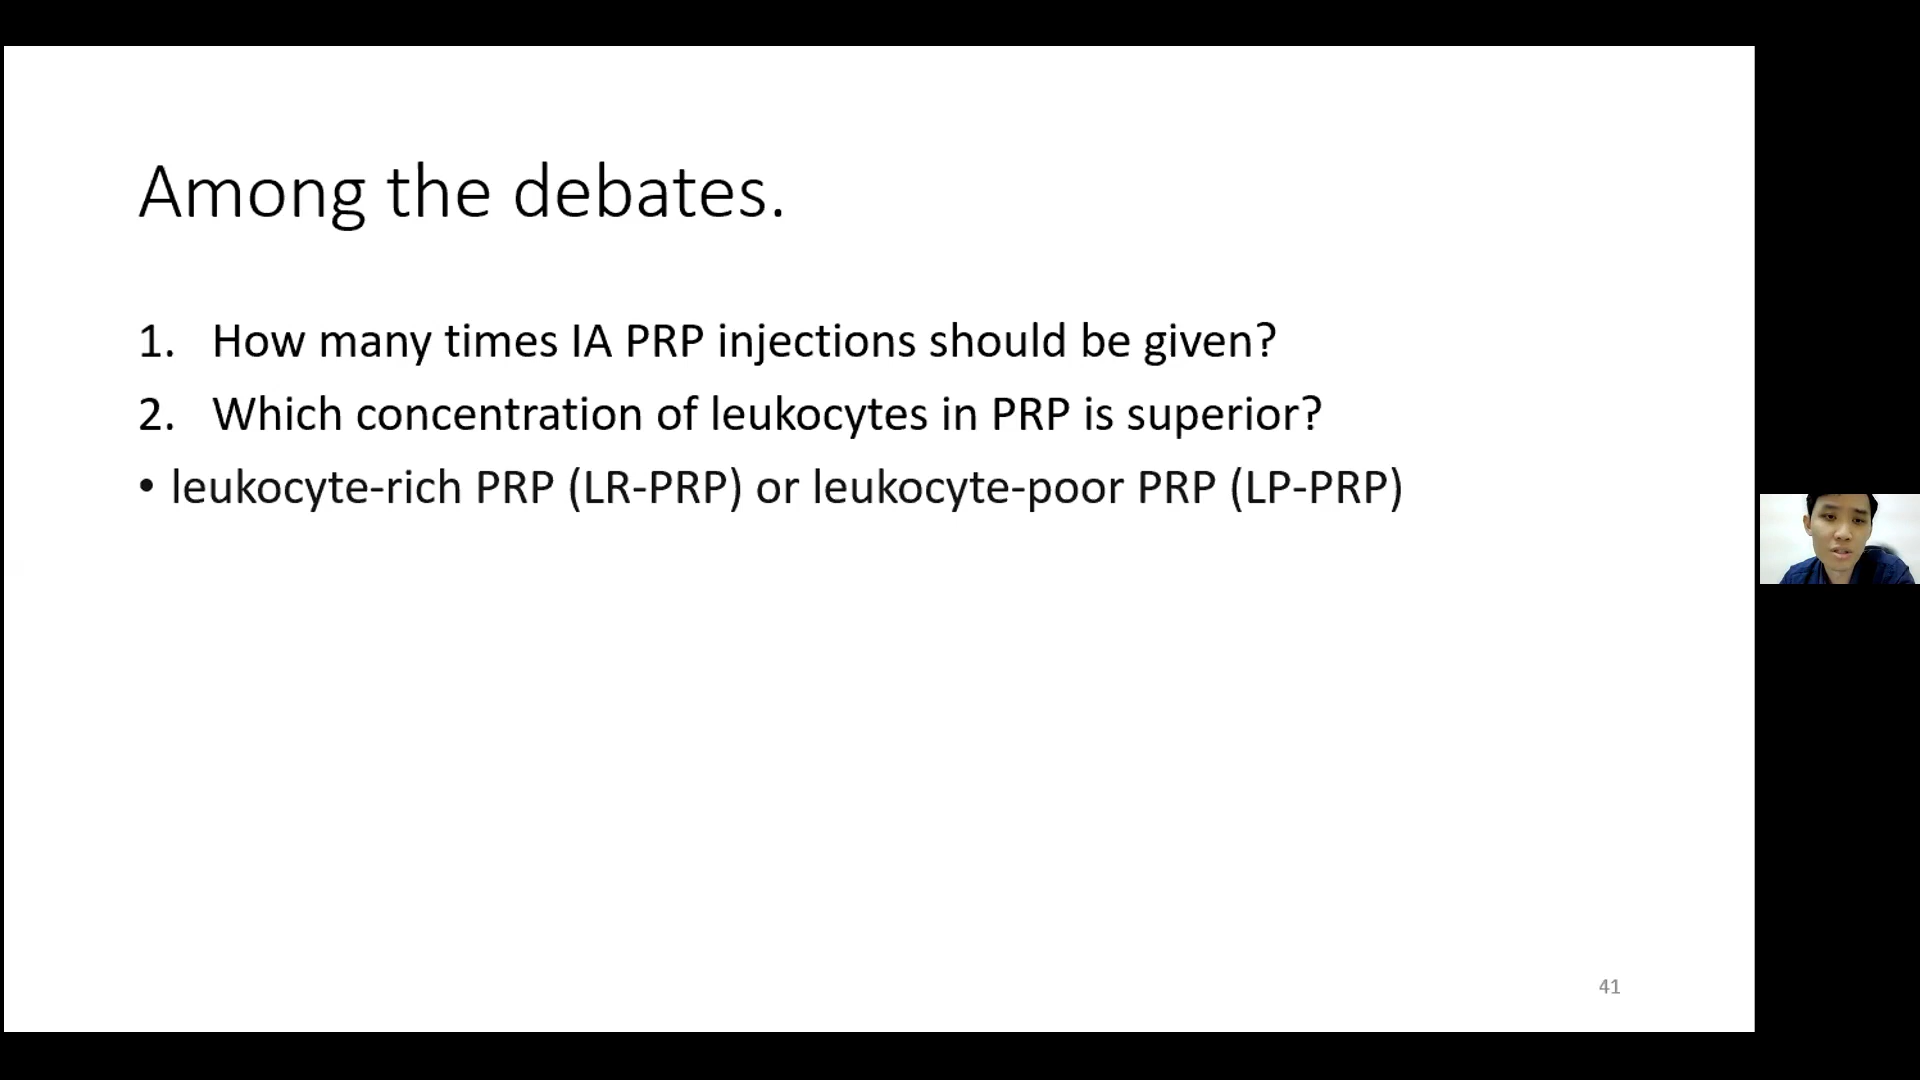 Among the debates.
1. How many times IA PRP injections should be given?
2. Which concentration of leukocytes in PRP is superior?
• leukocyte-rich PRP (LR-PRP) or leukocyte-poor PRP (LP-PRP)
41